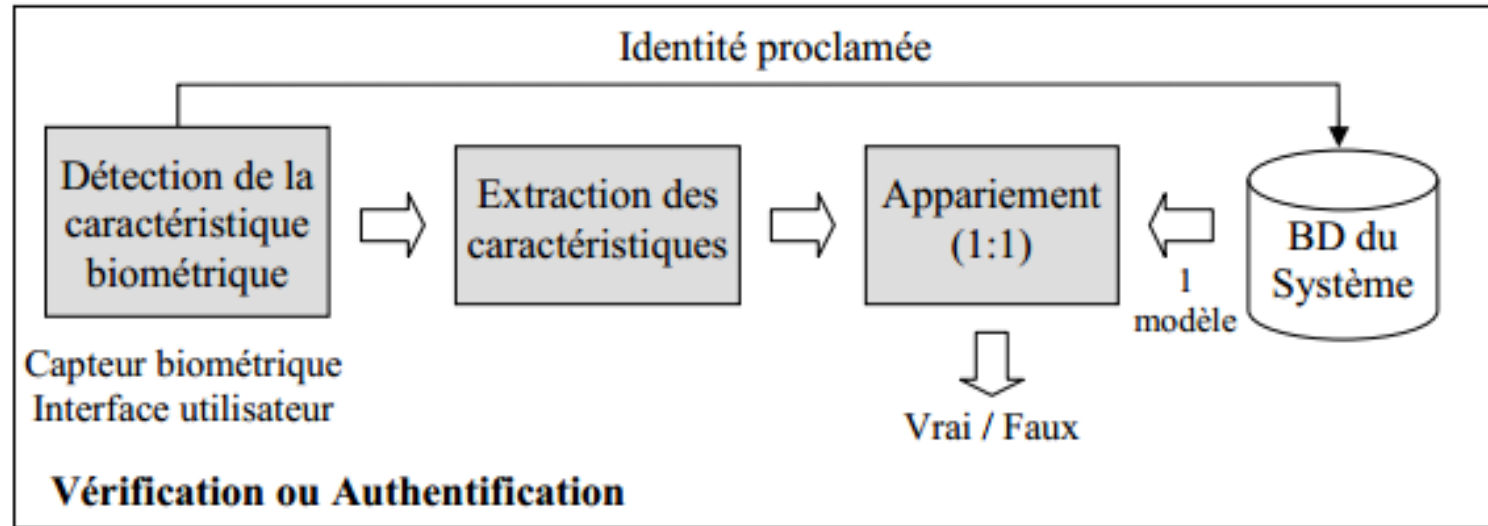 Identité proclamée
Détection de la
caractéristique
biométrique
Extraction des
caractéristiques
Appariement
(1:1)
BD du
Système
1
modèle
Capteur biométrique
Interface utilisateur
Vrai / Faux
Vérification ou Authentification